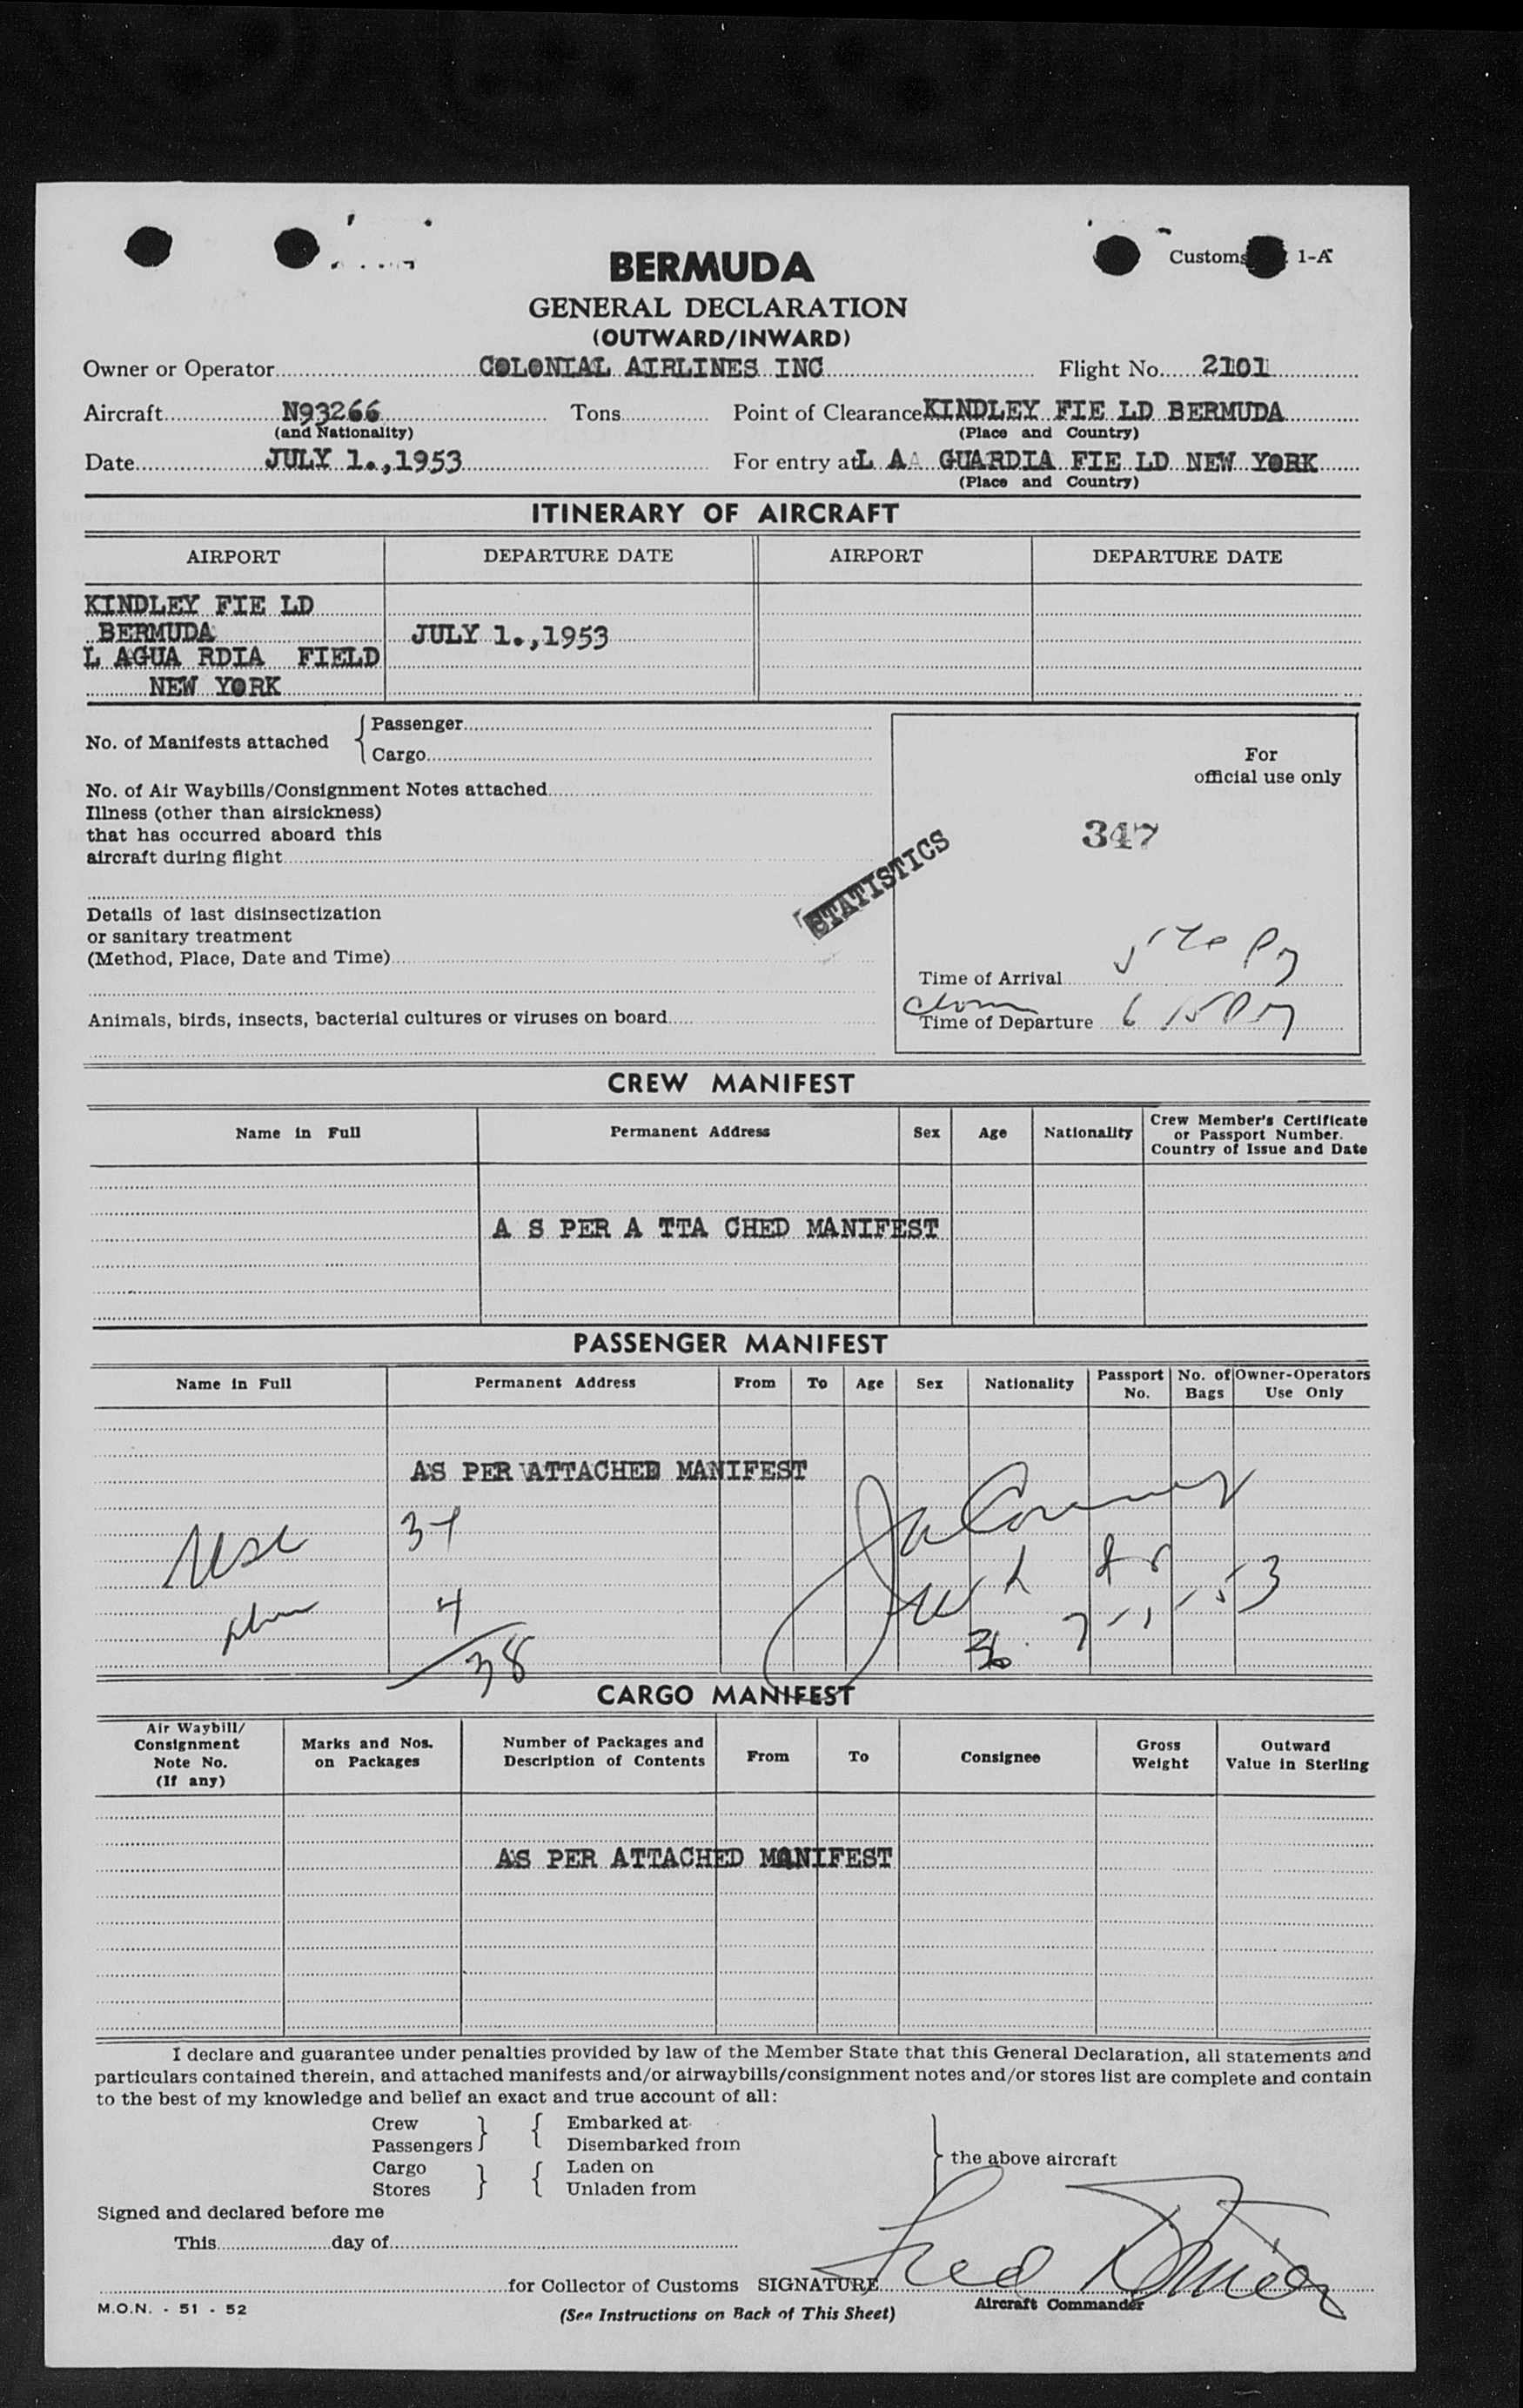 Customs 1-A
BERMUDA
GENERAL DECLARATION
(OUTWARD/INWARD)
Owner or Operator COLONIAL AIRLINES INC Flight No. 2101
Aircraft N93266 Tons Point of Clearance KINDLEY FIE LD BERMUDA
(and Nationality) (Place and Country)
Date JULY 1.,1953 For entry at L A GUARDIA FIE LD NEW YORK
(Place and Country)
ITINERARY OF AIRCRAFT
AIRPORT DEPARTURE DATE AIRPORT DEPARTURE DATE
KINDLEY FIE LD
BERMUDA JULY 1.,1953
L AGUA RDIA FIELD
NEW YORK
No. of Manifests attached { Passenger
Cargo
For
official use only
No. of Air Waybills/Consignment Notes attached
Illness (other than airsickness)
that has occurred aboard this
aircraft during flight
347
STATISTICS
Details of last disinsectization
or sanitary treatment
(Method, Place, Date and Time)
Time of Arrival
Animals, birds, insects, bacterial cultures or viruses on board
Time of Departure 6 15
CREW MANIFEST
Name in Full Permanent Address Sex Age Nationality Crew Member's Certificate
or Passport Number.
Country of Issue and Date
A S PER A TTA CHED MANIFEST
PASSENGER MANIFEST
Name in Full Permanent Address From To Age Sex Nationality Passport No. No. of Bags Owner-Operators Use Only
AS PER ATTACHED MANIFEST
34
4
38
7-1-53
CARGO MANIFEST
Air Waybill/ Consignment Note No. (If any) Marks and Nos. on Packages Number of Packages and Description of Contents From To Consignee Gross Weight Outward Value in Sterling
AS PER ATTACHED MANIFEST
I declare and guarantee under penalties provided by law of the Member State that this General Declaration, all statements and
particulars contained therein, and attached manifests and/or airwaybills/consignment notes and/or stores list are complete and contain
to the best of my knowledge and belief an exact and true account of all:
Crew } { Embarked at
Passengers Disembarked from
} the above aircraft
Cargo } { Laden on
Stores Unladen from
Signed and declared before me
This day of
for Collector of Customs SIGNATURE Fred
M.O.N. - 51 - 52 (See Instructions on Back of This Sheet) Aircraft Commander